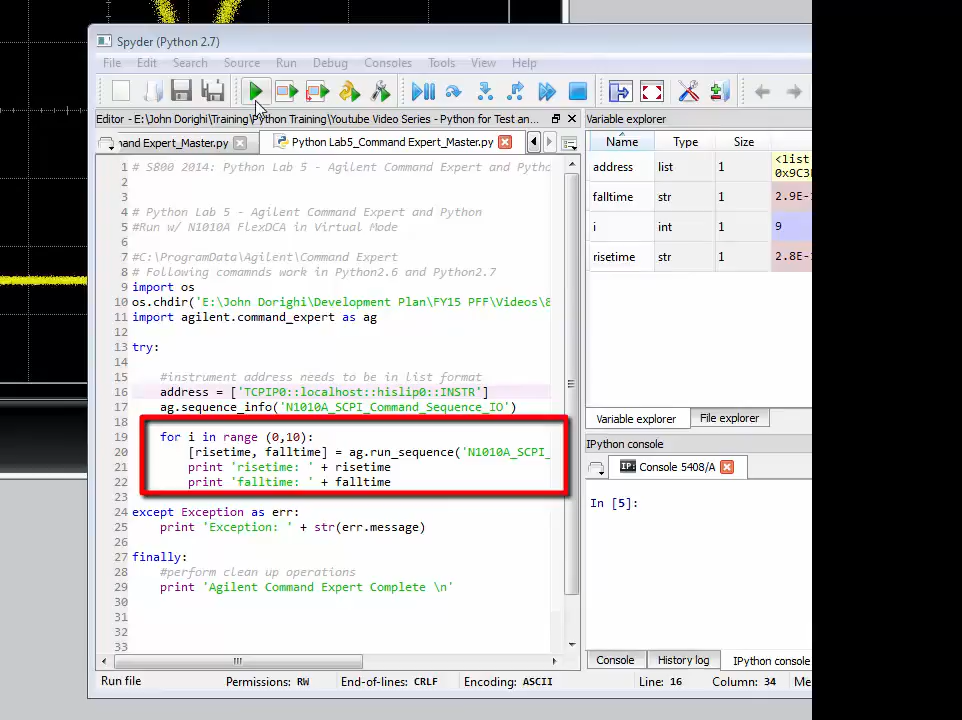 Spyder (Python 2.7)
File Edit Search Source Run Debug Consoles Tools View Help
Editor - E:\John Dorighi\Training\Python Training\Youtube Video Series - Python for Test an...
Variable explorer
nand Expert_Master.py
Python Lab5_Command Expert_Master.py
Name Type Size
address list 1 <list
0x9C3
falltime str 1 2.9E-
i int 1 9
risetime str 1 2.8E-
1 # S800 2014: Python Lab 5 - Agilent Command Expert and Pytho
2
3
4 # Python Lab 5 - Agilent Command Expert and Python
5 #Run w/ N1010A FlexDCA in Virtual Mode
6
7 #C:\ProgramData\Agilent\Command Expert
8 # Following comamnds work in Python2.6 and Python2.7
9 import os
10 os.chdir('E:\John Dorighi\Development Plan\FY15 PFF\Videos\8
11 import agilent.command_expert as ag
12
13 try:
14
15 #instrument address needs to be in list format
16 address = ['TCPIP0::localhost::hislip0::INSTR']
17 ag.sequence_info('N1010A_SCPI_Command_Sequence_IO')
18
19 for i in range (0,10):
20 [risetime, falltime] = ag.run_sequence('N1010A_SCPI_
21 print 'risetime: ' + risetime
22 print 'falltime: ' + falltime
23
24 except Exception as err:
25 print 'Exception: ' + str(err.message)
26
27 finally:
28 #perform clean up operations
29 print 'Agilent Command Expert Complete \n'
30
31
32
33
Variable explorer File explorer
IPython console
IP: Console 5408/A
In [5]:
Console History log IPython console
Run file Permissions: RW End-of-lines: CRLF Encoding: ASCII Line: 16 Column: 34 Me